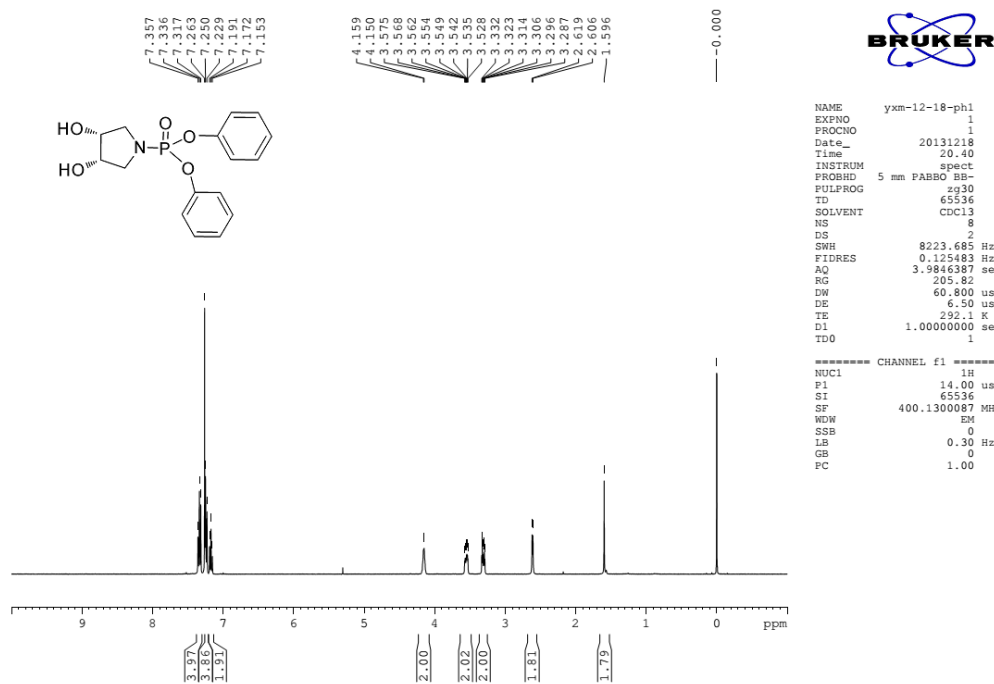 7.357
7.336
7.317
7.263
7.250
7.229
7.191
7.172
7.153
4.159
4.150
3.575
3.568
3.562
3.554
3.549
3.542
3.535
3.528
3.332
3.323
3.314
3.306
3.296
3.287
2.619
2.606
1.596
-0.000
BRUKER
HO
HO
N
P
O
O
O
NAME yxm-12-18-ph1
EXPNO 1
PROCNO 1
Date_ 20131218
Time 20.40
INSTRUM spect
PROBHD 5 mm PABBO BB-
PULPROG zg30
TD 65536
SOLVENT CDCl3
NS 8
DS 2
SWH 8223.685 Hz
FIDRES 0.125483 Hz
AQ 3.9846387 se
RG 205.82
DW 60.800 us
DE 6.50 us
TE 292.1 K
D1 1.00000000 se
TD0 1
======== CHANNEL f1 ======
NUC1 1H
P1 14.00 us
SI 65536
SF 400.1300087 MH
WDW EM
SSB 0
LB 0.30 Hz
GB 0
PC 1.00
9 8 7 6 5 4 3 2 1 0 ppm
3.97
3.86
1.91
2.00
2.02
2.00
1.81
1.79